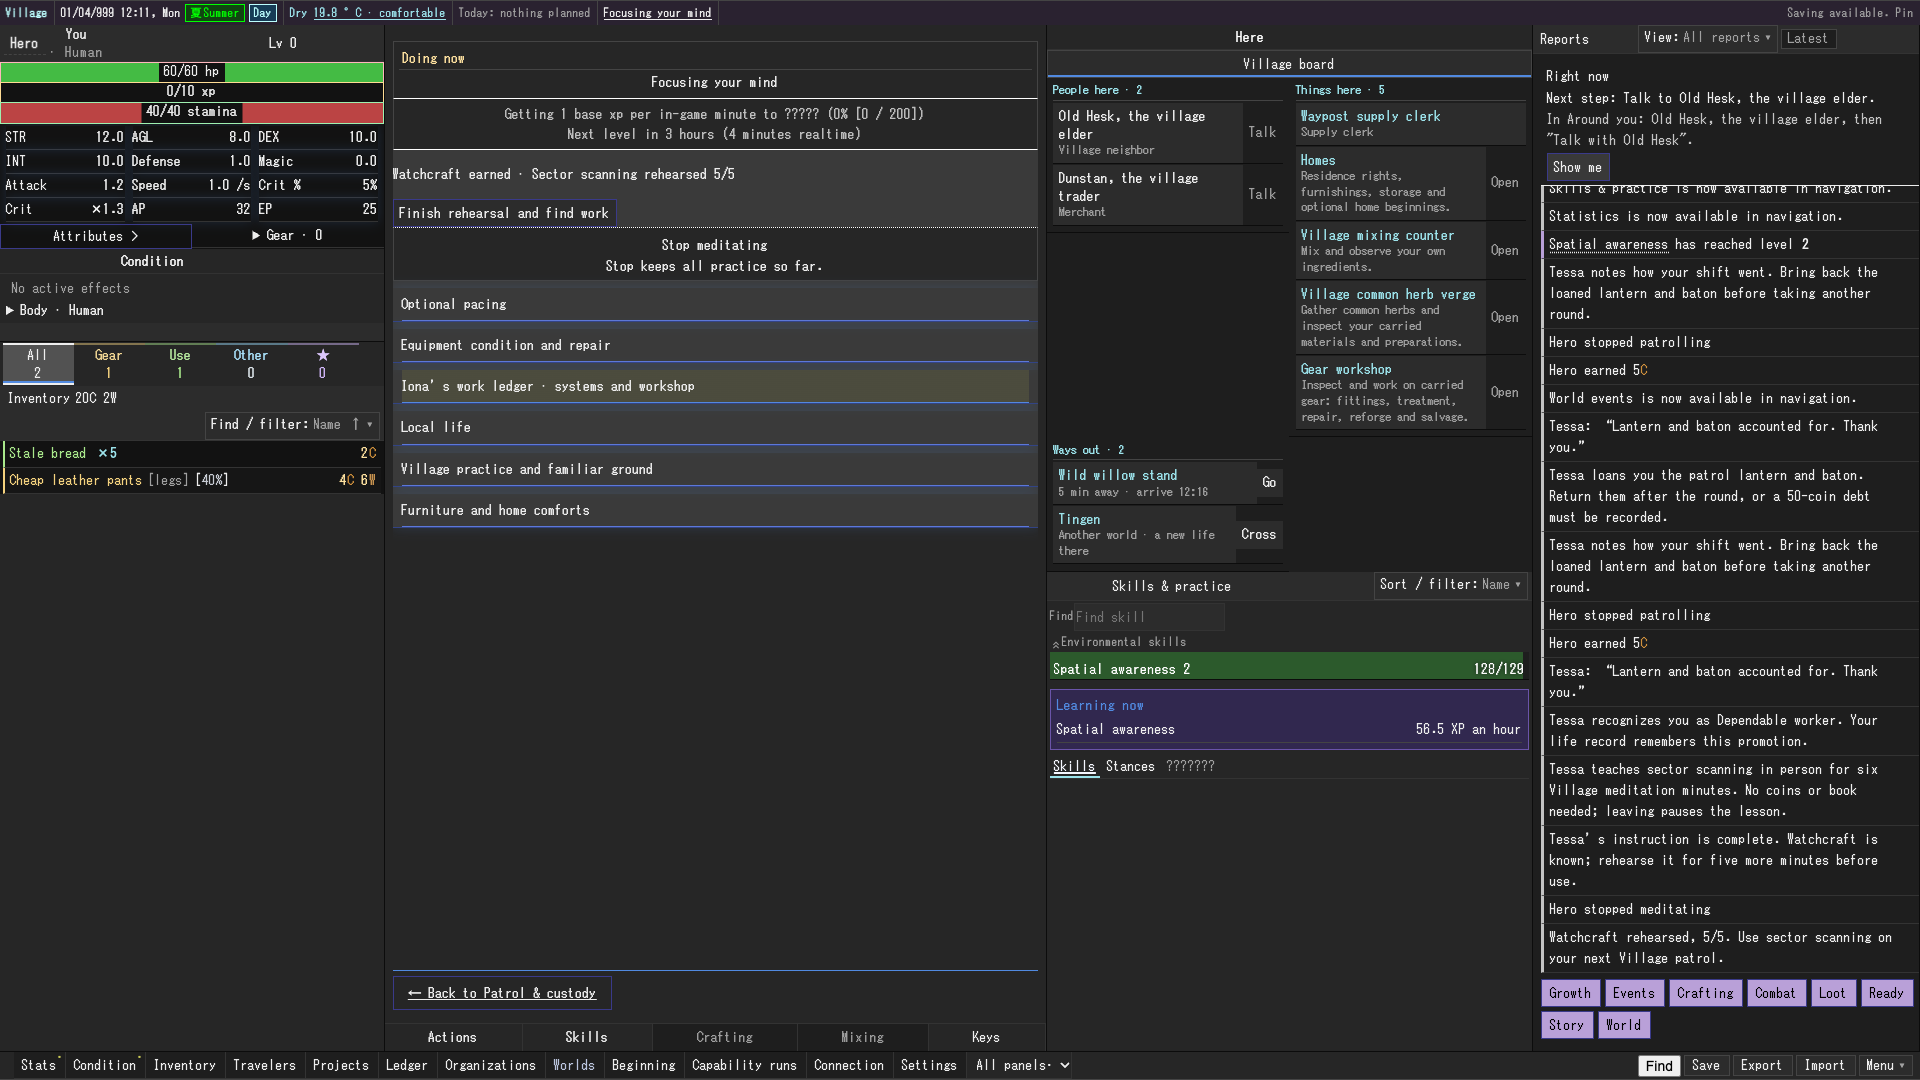 Village 01/04/999 12:11, Mon 夏Summer Day Dry 19.8 ° C · comfortable Today: nothing planned Focusing your mind Saving available. Pin
Hero You Lv 0
· Human
60/60 hp
0/10 xp
40/40 stamina
STR 12.0 AGL 8.0 DEX 10.0
INT 10.0 Defense 1.0 Magic 0.0
Attack 1.2 Speed 1.0 /s Crit % 5%
Crit ×1.3 AP 32 EP 25
Attributes > ▶ Gear · 0
Condition
No active effects
▶ Body · Human
All Gear Use Other ★
2 1 1 0 0
Inventory 20C 2W
Find / filter: Name ↑ ▾
Stale bread ×5 2C
Cheap leather pants [legs] [40%] 4C 6W
Doing now
Focusing your mind
Getting 1 base xp per in-game minute to ????? (0% [0 / 200])
Next level in 3 hours (4 minutes realtime)
Watchcraft earned · Sector scanning rehearsed 5/5
Finish rehearsal and find work
Stop meditating
Stop keeps all practice so far.
Optional pacing
Equipment condition and repair
Iona's work ledger · systems and workshop
Local life
Village practice and familiar ground
Furniture and home comforts
← Back to Patrol & custody
Actions Skills Crafting Mixing Keys
Here
Village board
People here · 2
Old Hesk, the village
elder
Village neighbor
Talk
Dunstan, the village
trader
Merchant
Talk
Things here · 5
Waypost supply clerk
Supply clerk
Homes
Residence rights,
furnishings, storage and
optional home beginnings.
Open
Village mixing counter
Mix and observe your own
ingredients.
Open
Village common herb verge
Gather common herbs and
inspect your carried
materials and preparations.
Open
Gear workshop
Inspect and work on carried
gear: fittings, treatment,
repair, reforge and salvage.
Open
Ways out · 2
Wild willow stand
5 min away · arrive 12:16
Go
Tingen
Another world · a new life
there
Cross
Skills & practice Sort / filter: Name ▾
Find Find skill
Environmental skills
Spatial awareness 2 128/129
Learning now
Spatial awareness 56.5 XP an hour
Skills Stances ???????
Reports View: All reports ▾ Latest
Right now
Next step: Talk to Old Hesk, the village elder.
In Around you: Old Hesk, the village elder, then
"Talk with Old Hesk".
Show me
Skills & practice is now available in navigation.
Statistics is now available in navigation.
Spatial awareness has reached level 2
Tessa notes how your shift went. Bring back the
loaned lantern and baton before taking another
round.
Hero stopped patrolling
Hero earned 5C
World events is now available in navigation.
Tessa: “Lantern and baton accounted for. Thank
you.”
Tessa loans you the patrol lantern and baton.
Return them after the round, or a 50-coin debt
must be recorded.
Tessa notes how your shift went. Bring back the
loaned lantern and baton before taking another
round.
Hero stopped patrolling
Hero earned 5C
Tessa: “Lantern and baton accounted for. Thank
you.”
Tessa recognizes you as Dependable worker. Your
life record remembers this promotion.
Tessa teaches sector scanning in person for six
Village meditation minutes. No coins or book
needed; leaving pauses the lesson.
Tessa's instruction is complete. Watchcraft is
known; rehearse it for five more minutes before
use.
Hero stopped meditating
Watchcraft rehearsed, 5/5. Use sector scanning on
your next Village patrol.
Growth Events Crafting Combat Loot Ready
Story World
Stats Condition Inventory Travelers Projects Ledger Organizations Worlds Beginning Capability runs Connection Settings All panels· Find Save Export Import Menu ▾